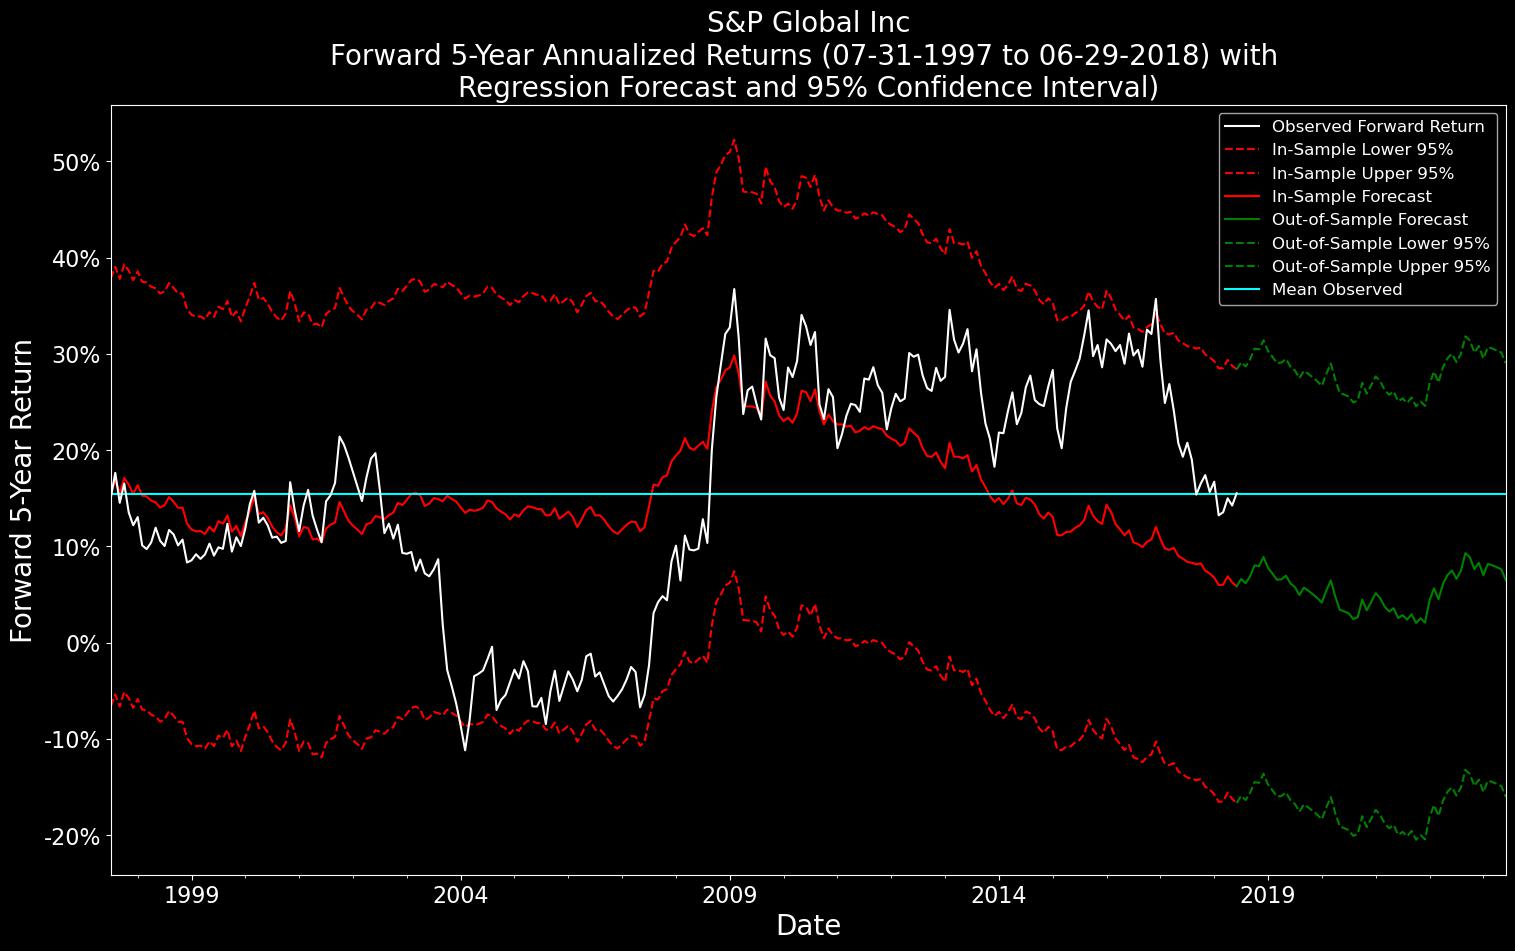 S&P Global Inc
Forward 5-Year Annualized Returns (07-31-1997 to 06-29-2018) with
Regression Forecast and 95% Confidence Interval)
Observed Forward Return
In-Sample Lower 95%
In-Sample Upper 95%
In-Sample Forecast
Out-of-Sample Forecast
Out-of-Sample Lower 95%
Out-of-Sample Upper 95%
Mean Observed
Forward 5-Year Return
50%
40%
30%
20%
10%
0%
-10%
-20%
1999 2004 2009 2014 2019
Date